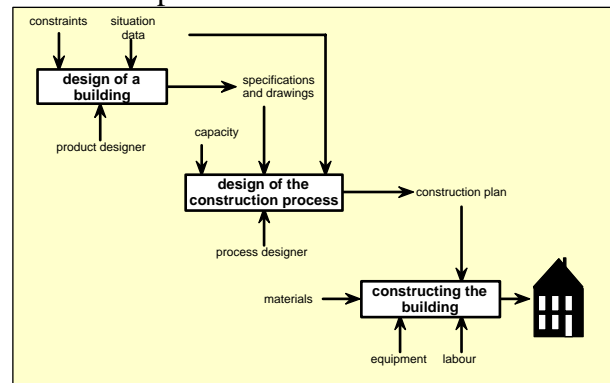 constraints
situation
data
design of a
building
specifications
and drawings
product designer
capacity
design of the
construction process
construction plan
process designer
materials
constructing the
building
equipment
labour